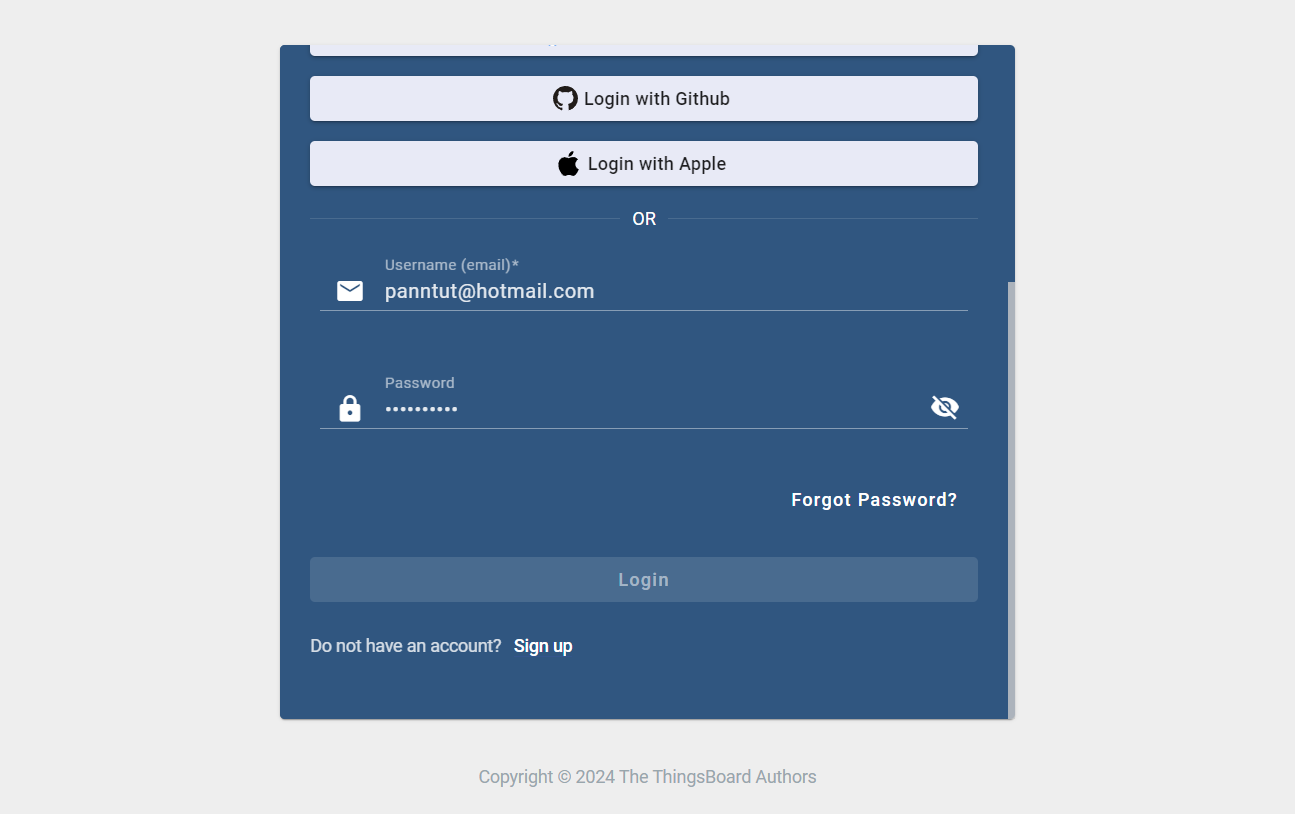 Login with Github
Login with Apple
OR
Username (email)*
panntut@hotmail.com
Password
••••••••••
Forgot Password?
Login
Do not have an account? Sign up
Copyright © 2024 The ThingsBoard Authors